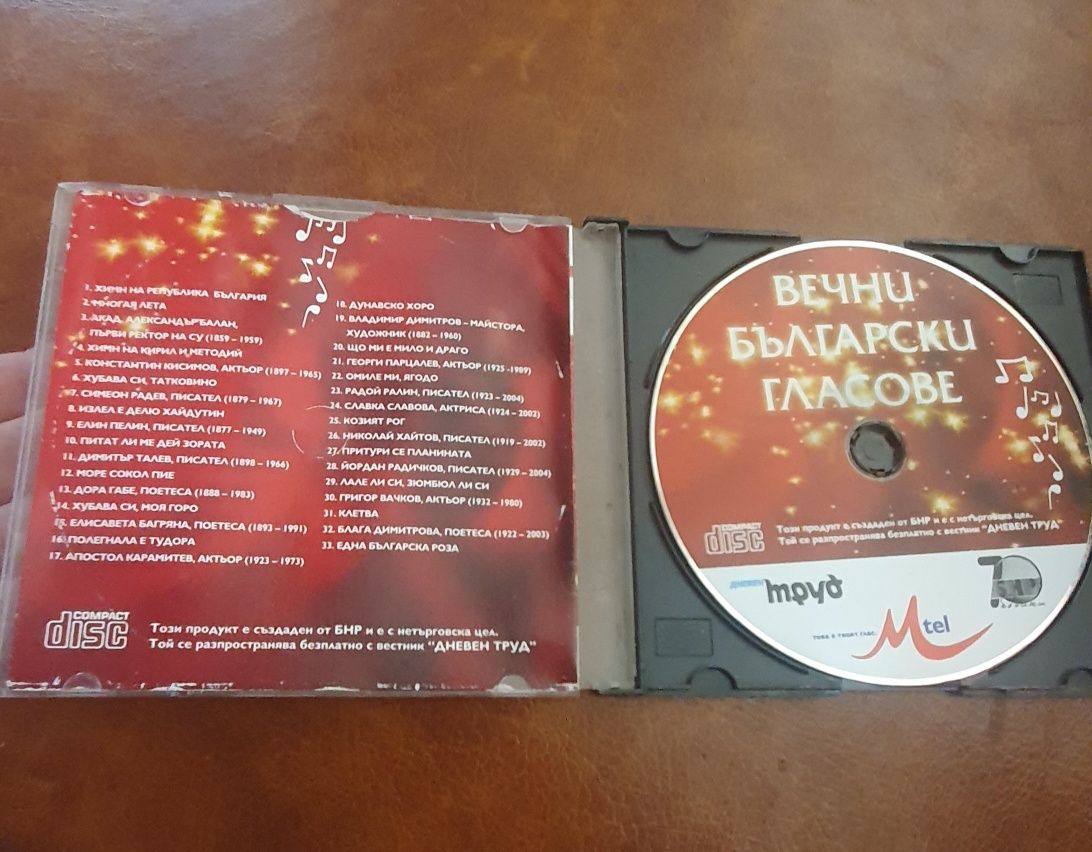 1. ХИМН НА РЕПУБЛИКА БЪЛГАРИЯ
2. МНОГАЯ ЛЕТА
3. АКАД. АЛЕКСАНДЪР БАЛАН,
ПЪРВИ РЕКТОР НА СУ (1859 – 1959)
4. ХИМН НА КИРИЛ И МЕТОДИЙ
5. КОНСТАНТИН КИСИМОВ, АКТЬОР (1897 – 1965)
6. ХУБАВА СИ, ТАТКОВИНО
7. СИМЕОН РАДЕВ, ПИСАТЕЛ (1879 – 1967)
8. ИЗЛЕЛ Е ДЕЛЮ ХАЙДУТИН
9. ЕЛИН ПЕЛИН, ПИСАТЕЛ (1877 – 1949)
10. ПИТАТ ЛИ МЕ ДЕЙ ЗОРАТА
11. ДИМИТЪР ТАЛЕВ, ПИСАТЕЛ (1898 – 1966)
12. МОРЕ СОКОЛ ПИЕ
13. ДОРА ГАБЕ, ПОЕТЕСА (1888 – 1983)
14. ХУБАВА СИ, МОЯ ГОРО
15. ЕЛИСАВЕТА БАГРЯНА, ПОЕТЕСА (1893 – 1991)
16. ПОЛЕГНАЛА Е ТУДОРА
17. АПОСТОЛ КАРАМИТЕВ, АКТЬОР (1923 – 1973)
18. ДУНАВСКО ХОРО
19. ВЛАДИМИР ДИМИТРОВ – МАЙСТОРА,
ХУДОЖНИК (1882 – 1960)
20. ЩО МИ Е МИЛО И ДРАГО
21. ГЕОРГИ ПАРЦАЛЕВ, АКТЬОР (1925 -1989)
22. ОМИЛЕ МИ, ЯГОДО
23. РАДОЙ РАЛИН, ПИСАТЕЛ (1923 – 2004)
24. СЛАВКА СЛАВОВА, АКТРИСА (1924 – 2002)
25. КОЗИЯТ РОГ
26. НИКОЛАЙ ХАЙТОВ, ПИСАТЕЛ (1919 – 2002)
27. ПРИТУРИ СЕ ПЛАНИНАТА
28. ЙОРДАН РАДИЧКОВ, ПИСАТЕЛ (1929 – 2004)
29. ЛАЛЕ ЛИ СИ, ЗЮМБЮЛ ЛИ СИ
30. ГРИГОР ВАЧКОВ, АКТЬОР (1932 – 1980)
31. КЛЕТВА
32. БЛАГА ДИМИТРОВА, ПОЕТЕСА (1922 – 2003)
33. ЕДНА БЪЛГАРСКА РОЗА
COMPACT
disc
Този продукт е създаден от БНР и е с нетърговска цел.
Той се разпространява безплатно с вестник "ДНЕВЕН ТРУД"
ВЕЧНИ
БЪЛГАРСКИ
ГЛАСОВЕ
COMPACT
disc
Този продукт е създаден от БНР и е с нетърговска цел.
Той се разпространява безплатно с вестник "ДНЕВЕН ТРУД"
ДНЕВЕН труд
ТОВА Е ТВОЯТ ГЛАС.
Mtel